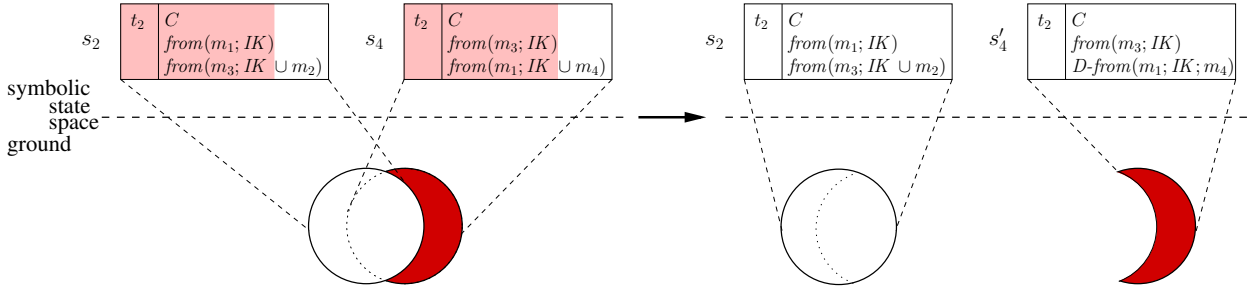 s₂
t₂ C
from(m₁; IK)
from(m₃; IK ∪ m₂)
s₄
t₂ C
from(m₃; IK)
from(m₁; IK ∪ m₄)
s₂
t₂ C
from(m₁; IK)
from(m₃; IK ∪ m₂)
s′₄
t₂ C
from(m₃; IK)
D-from(m₁; IK; m₄)
symbolic
state
space
ground